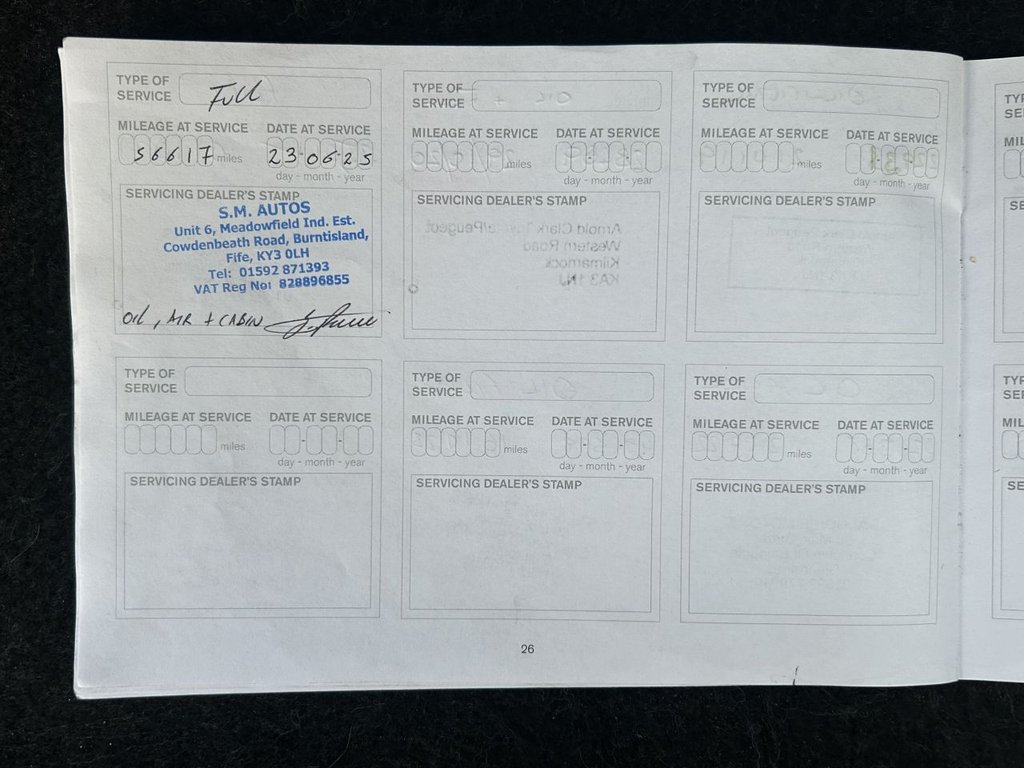 TYPE OF
SERVICE
Full
MILEAGE AT SERVICE DATE AT SERVICE
56617 miles 23-06-25
day - month - year
SERVICING DEALER'S STAMP
S.M. AUTOS
Unit 6, Meadowfield Ind. Est.
Cowdenbeath Road, Burntisland,
Fife, KY3 0LH
Tel: 01592 871393
VAT Reg No: 828896855
OIL, AIR + CABIN
TYPE OF
SERVICE
MILEAGE AT SERVICE DATE AT SERVICE
miles
day - month - year
SERVICING DEALER'S STAMP
TYPE OF
SERVICE
MILEAGE AT SERVICE DATE AT SERVICE
miles
day - month - year
SERVICING DEALER'S STAMP
TYPE OF
SERVICE
MILEAGE AT SERVICE DATE AT SERVICE
miles
day - month - year
SERVICING DEALER'S STAMP
TYPE OF
SERVICE
MILEAGE AT SERVICE DATE AT SERVICE
miles
day - month - year
SERVICING DEALER'S STAMP
TYPE OF
SERVICE
MILEAGE AT SERVICE DATE AT SERVICE
miles
day - month - year
SERVICING DEALER'S STAMP
26